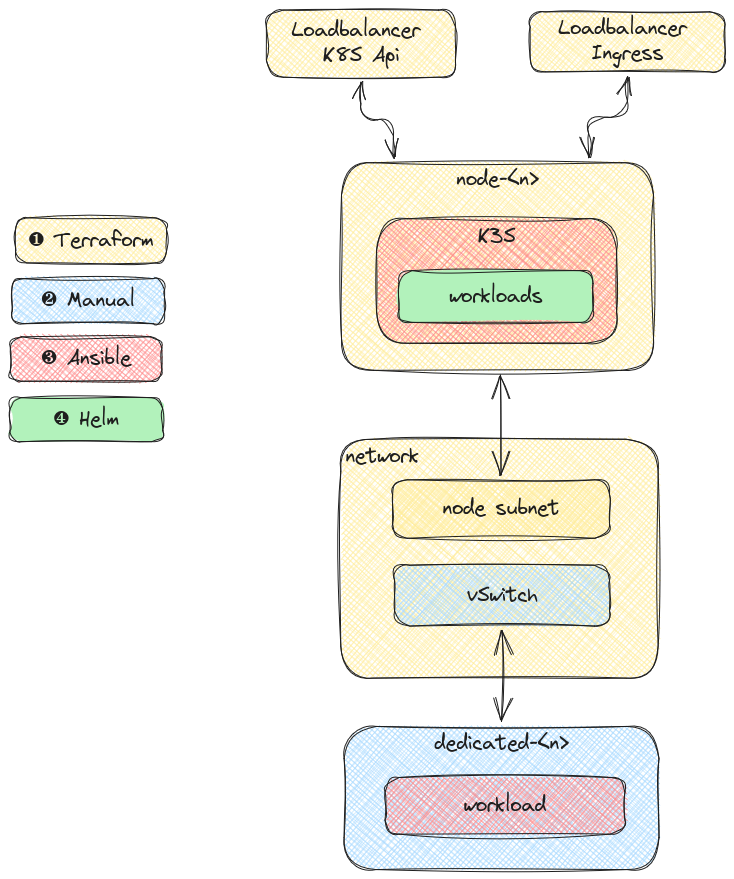 Loadbalancer
K8S Api
Loadbalancer
Ingress
node-<n>
K3S
workloads
❶ Terraform
❷ Manual
❸ Ansible
❹ Helm
network
node subnet
vSwitch
dedicated-<n>
workload